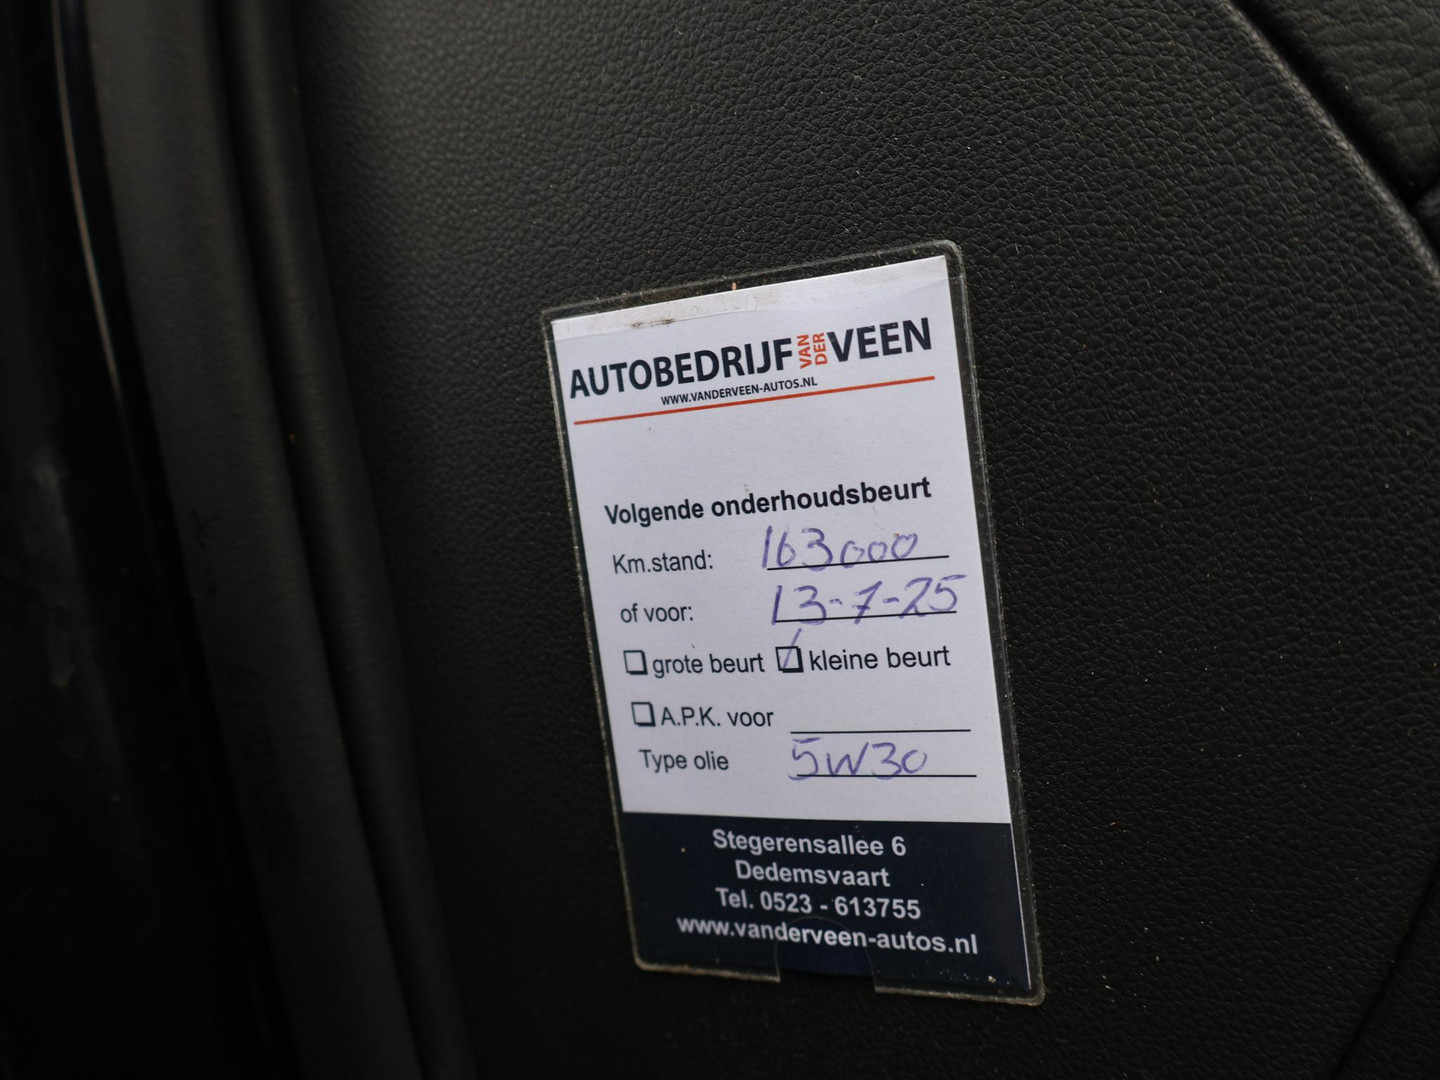 AUTOBEDRIJF VAN DER VEEN
WWW.VANDERVEEN-AUTOS.NL
Volgende onderhoudsbeurt
Km.stand: 163000
of voor: 13-7-25
grote beurt kleine beurt
A.P.K. voor
Type olie 5W30
Stegerensallee 6
Dedemsvaart
Tel. 0523 - 613755
www.vanderveen-autos.nl